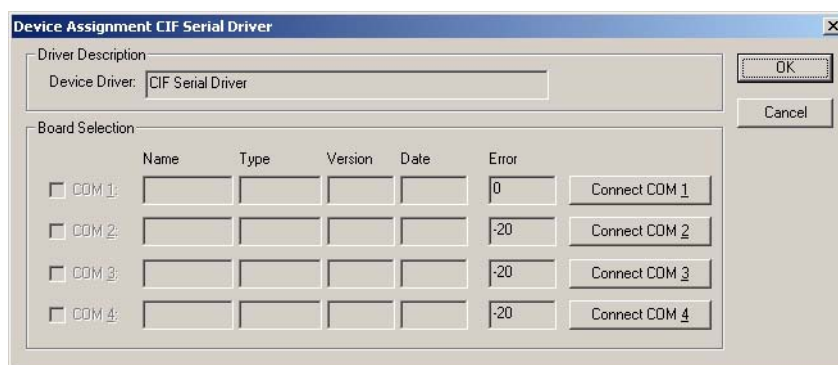 Device Assignment CIF Serial Driver
Driver Description
Device Driver: CIF Serial Driver
OK
Cancel
Board Selection
Name Type Version Date Error
COM 1: 0 Connect COM 1
COM 2: -20 Connect COM 2
COM 3: -20 Connect COM 3
COM 4: -20 Connect COM 4